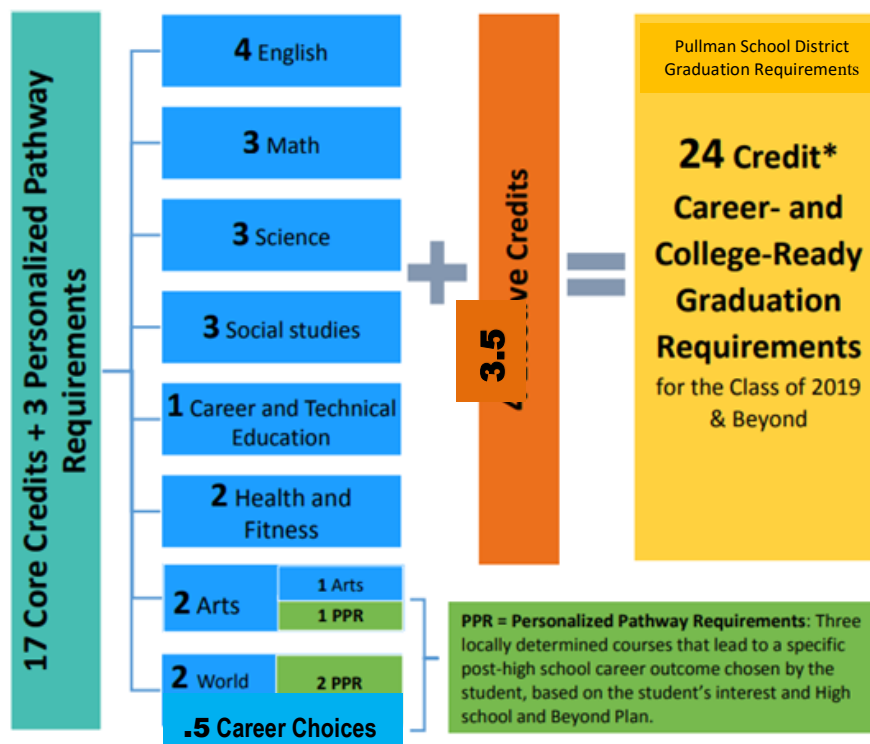 17 Core Credits + 3 Personalized Pathway
Requirements
4 English
3 Math
3 Science
3 Social studies
1 Career and Technical
Education
2 Health and
Fitness
2 Arts
1 Arts
1 PPR
2 World
2 PPR
.5 Career Choices
+
3.5
Credits
=
Pullman School District
Graduation Requirements
24 Credit*
Career- and
College-Ready
Graduation
Requirements
for the Class of 2019
& Beyond
PPR = Personalized Pathway Requirements: Three
locally determined courses that lead to a specific
post-high school career outcome chosen by the
student, based on the student's interest and High
school and Beyond Plan.